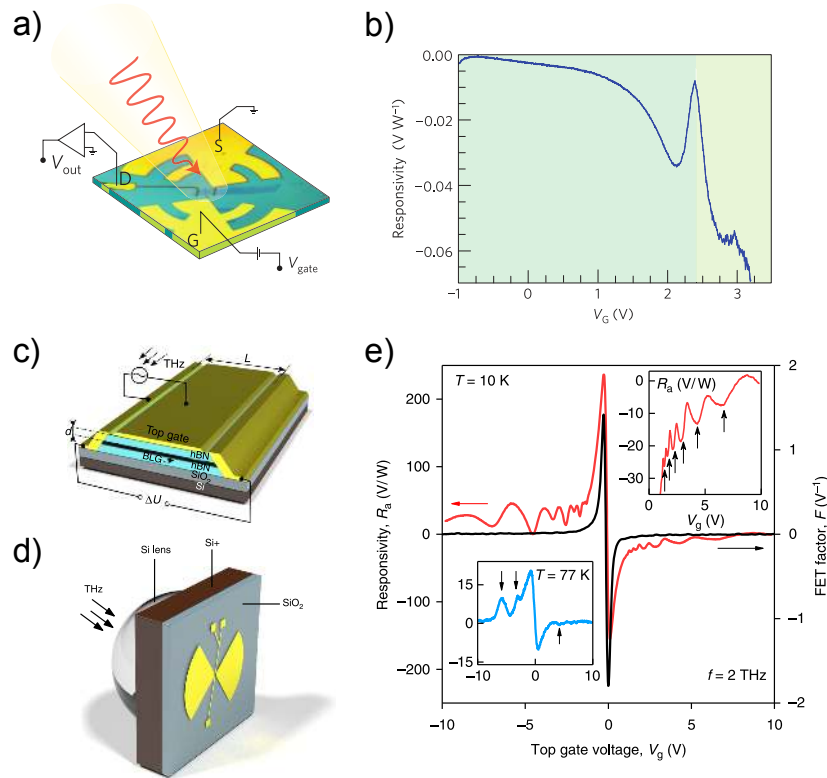 a)
S
D
G
V_out
V_gate
b)
0.00
−0.02
−0.04
−0.06
Responsivity (V W⁻¹)
−1
0
1
2
3
V_G (V)
c)
THz
L
d
Top gate
hBN
BLG
hBN
SiO₂
Si
ΔU
d)
Si lens
Si+
THz
SiO₂
e)
T = 10 K
200
100
0
−100
−200
Responsivity, R_a (V/W)
2
1
0
−1
−2
FET factor, F (V⁻¹)
R_a (V/W)
0
−10
−20
−30
0
5
10
V_g (V)
T = 77 K
15
0
−15
−10
0
10
f = 2 THz
−10
−5
0
5
10
Top gate voltage, V_g (V)